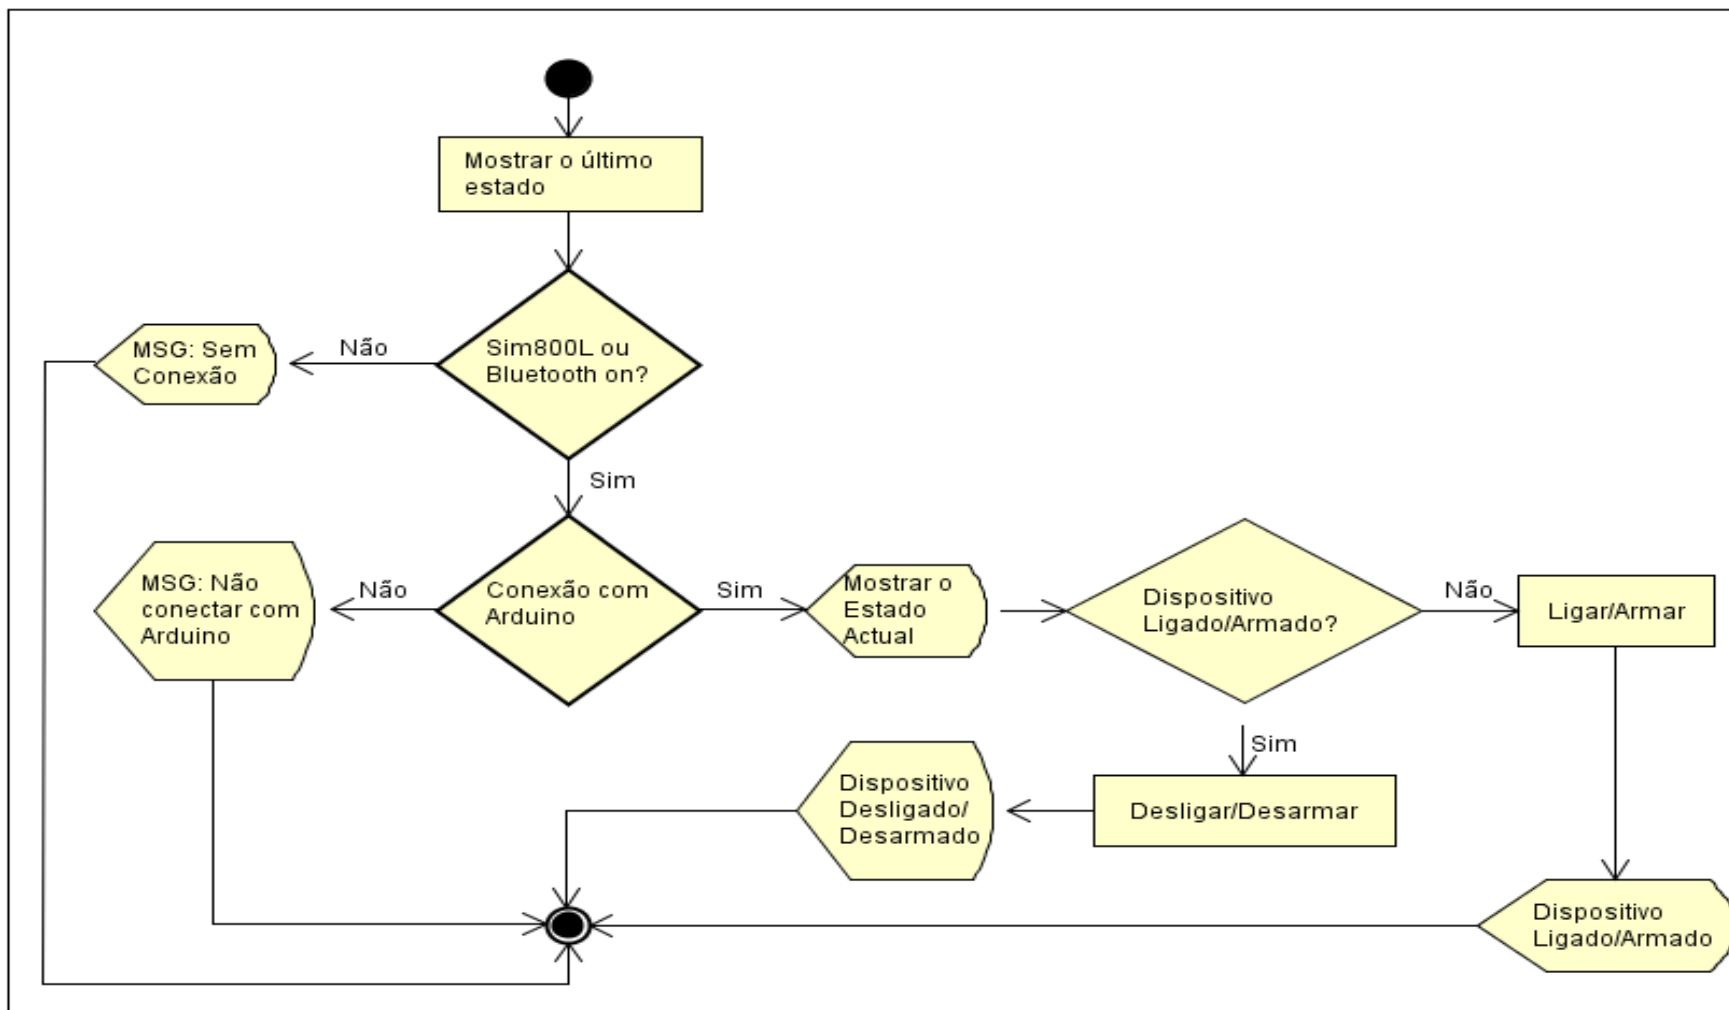 Mostrar o último
estado
MSG: Sem
Conexão
Não
Sim800L ou
Bluetooth on?
Sim
MSG: Não
conectar com
Arduino
Não
Conexão com
Arduino
Sim
Mostrar o
Estado
Actual
Dispositivo
Ligado/Armado?
Não
Ligar/Armar
Sim
Dispositivo
Desligado/
Desarmado
Desligar/Desarmar
Dispositivo
Ligado/Armado